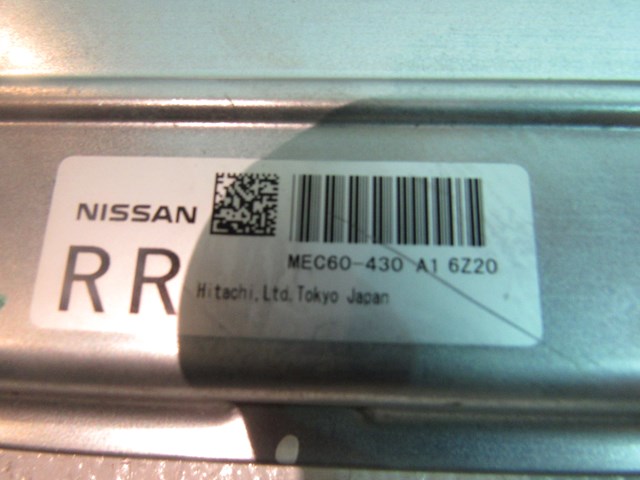 NISSAN
RR
MEC60-430 A1 6Z20
Hitachi,Ltd,Tokyo Japan